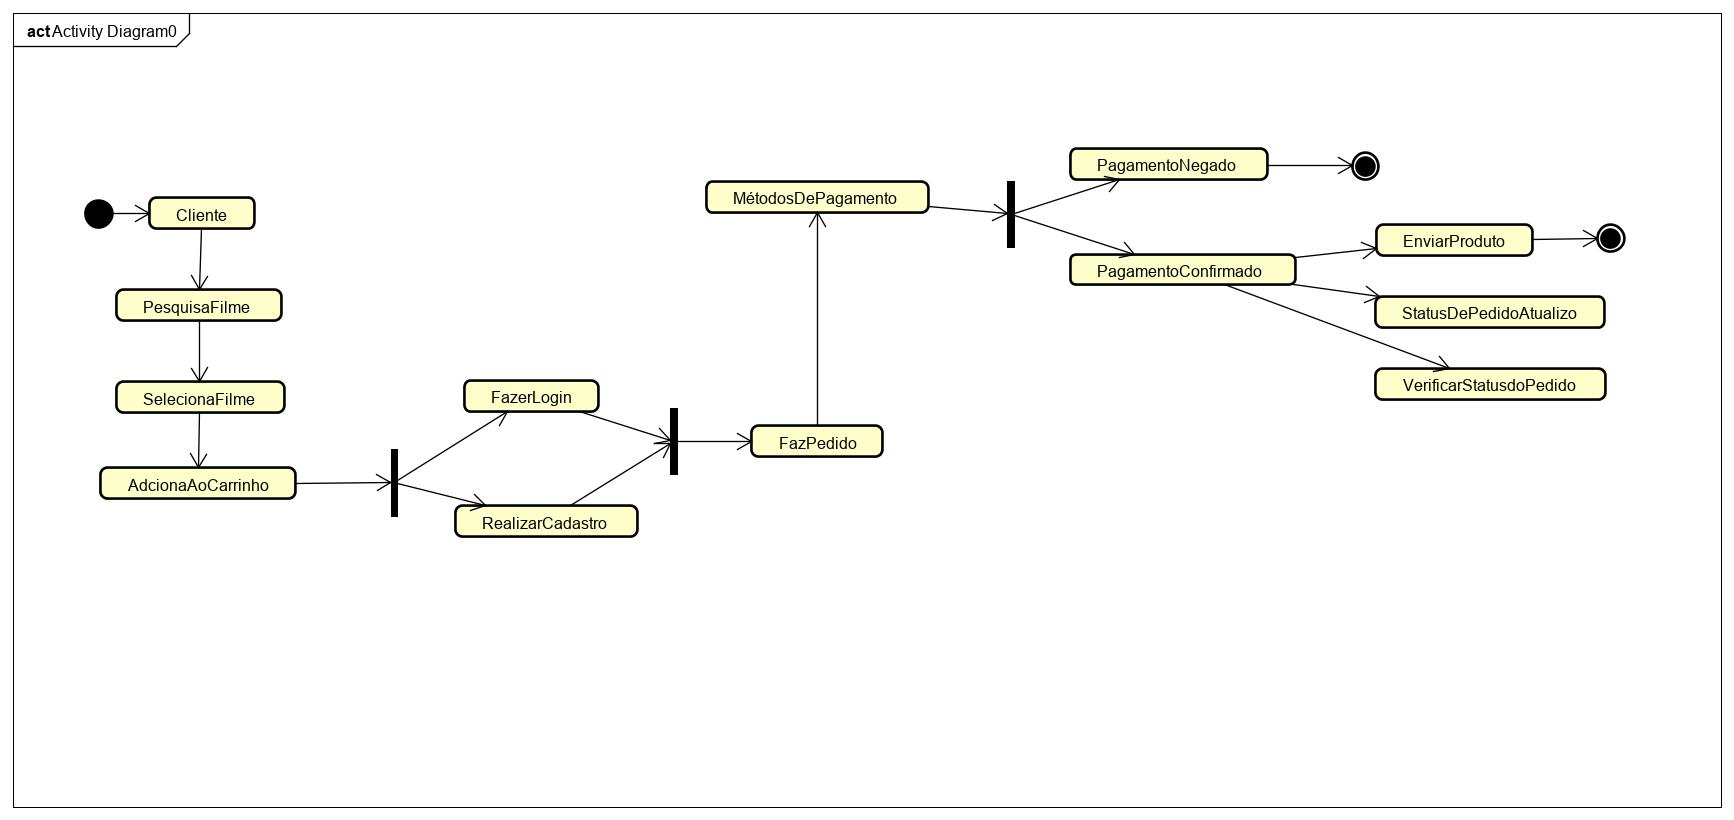 act Activity Diagram0
Cliente
PesquisaFilme
SelecionaFilme
AdcionaAoCarrinho
FazerLogin
RealizarCadastro
FazPedido
MétodosDePagamento
PagamentoNegado
PagamentoConfirmado
EnviarProduto
StatusDePedidoAtualizo
VerificarStatusdoPedido